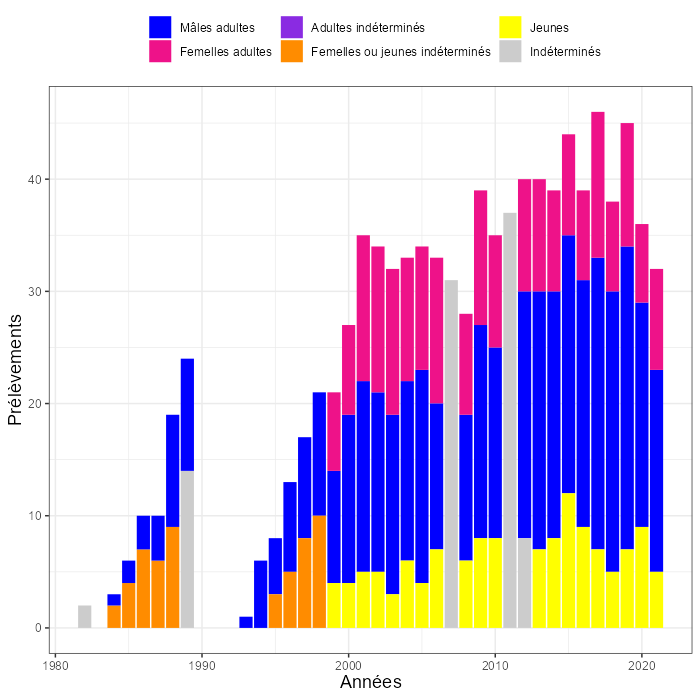 Mâles adultes Adultes indéterminés Jeunes
Femelles adultes Femelles ou jeunes indéterminés Indéterminés
Prélèvements
40
30
20
10
0
1980 1990 2000 2010 2020
Années